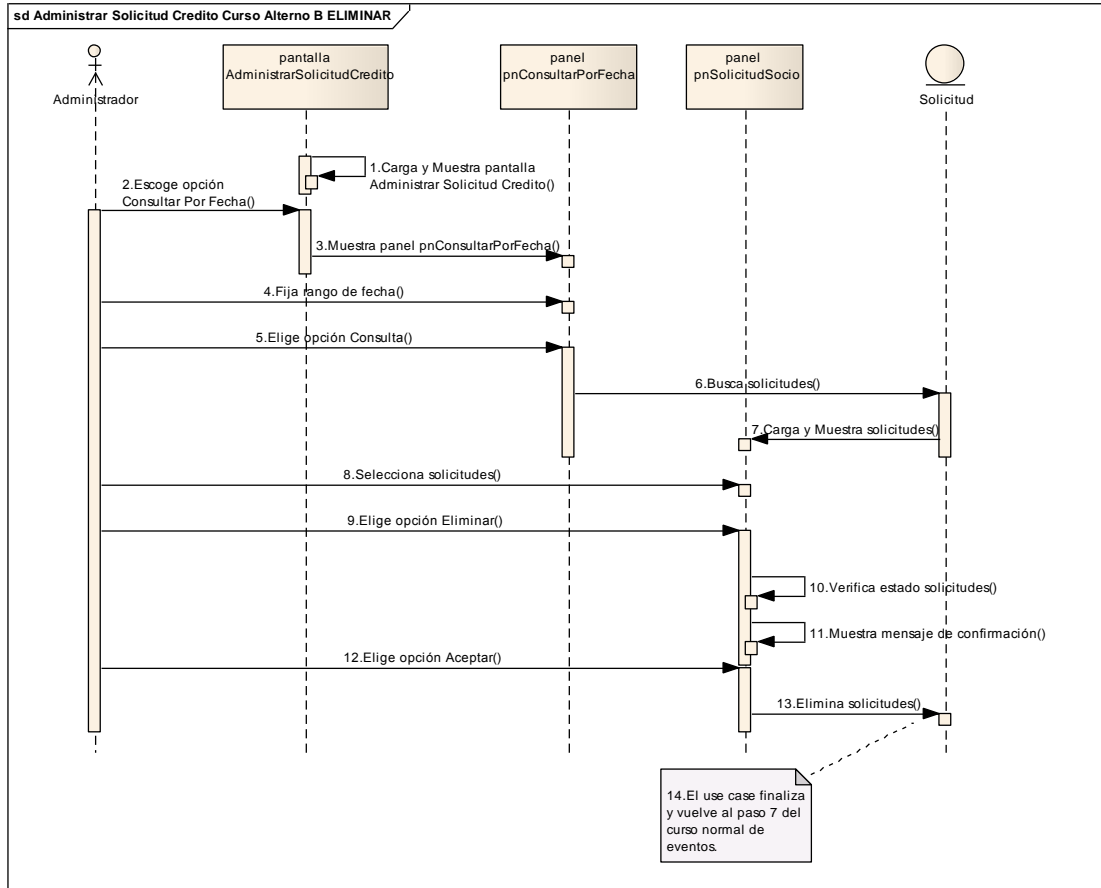 sd Administrar Solicitud Credito Curso Alterno B ELIMINAR
Administrador
pantalla
AdministrarSolicitudCredito
panel
pnConsultarPorFecha
panel
pnSolicitudSocio
Solicitud
1.Carga y Muestra pantalla
Administrar Solicitud Credito()
2.Escoge opción
Consultar Por Fecha()
3.Muestra panel pnConsultarPorFecha()
4.Fija rango de fecha()
5.Elige opción Consulta()
6.Busca solicitudes()
7.Carga y Muestra solicitudes()
8.Selecciona solicitudes()
9.Elige opción Eliminar()
10.Verifica estado solicitudes()
11.Muestra mensaje de confirmación()
12.Elige opción Aceptar()
13.Elimina solicitudes()
14.El use case finaliza
y vuelve al paso 7 del
curso normal de
eventos.